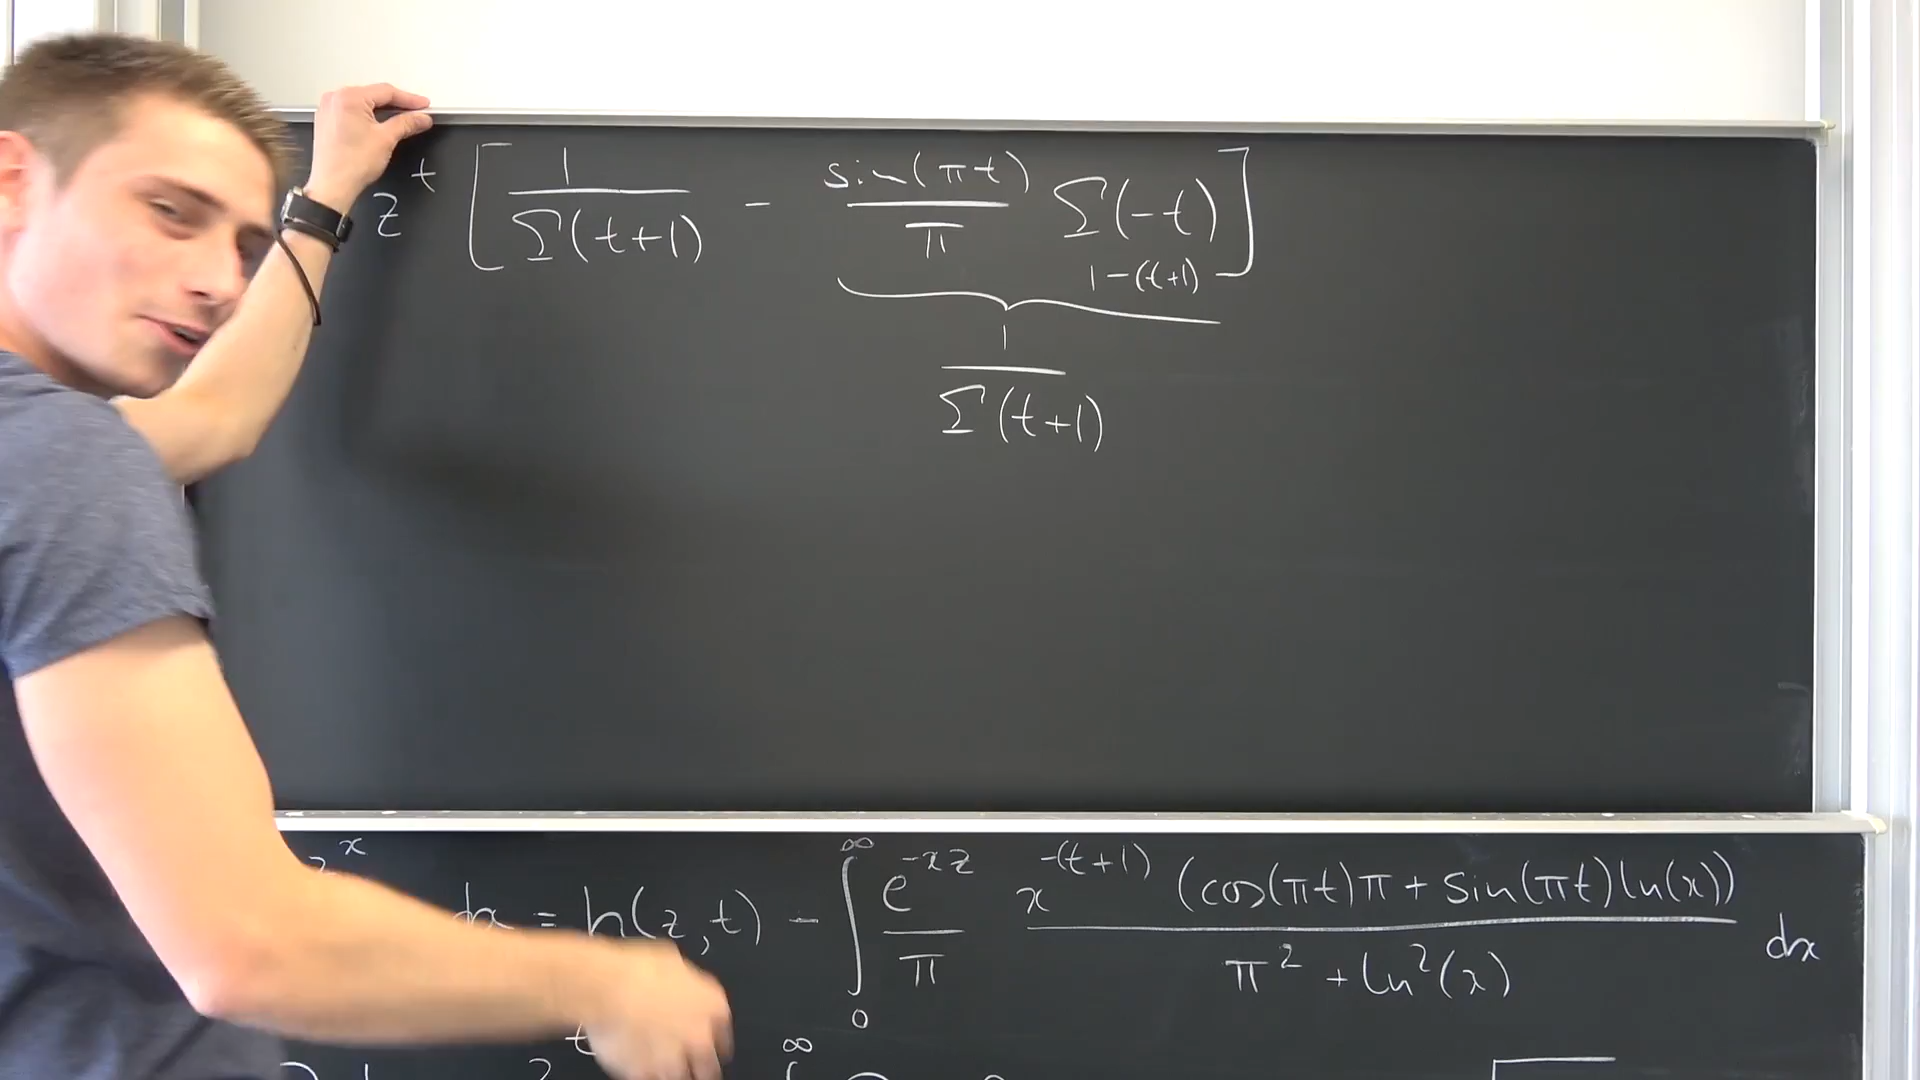 z^t [ 1/Σ(t+1) - sin(πt)/π Σ(-t) ]
1-(t+1)
1/Σ(t+1)
z^x dx = h(z,t) - ∫_0^∞ e^{-xz}/π x^{-(t+1)} (cos(πt)π + sin(πt)ln(x))/(π² + ln²(x)) dx